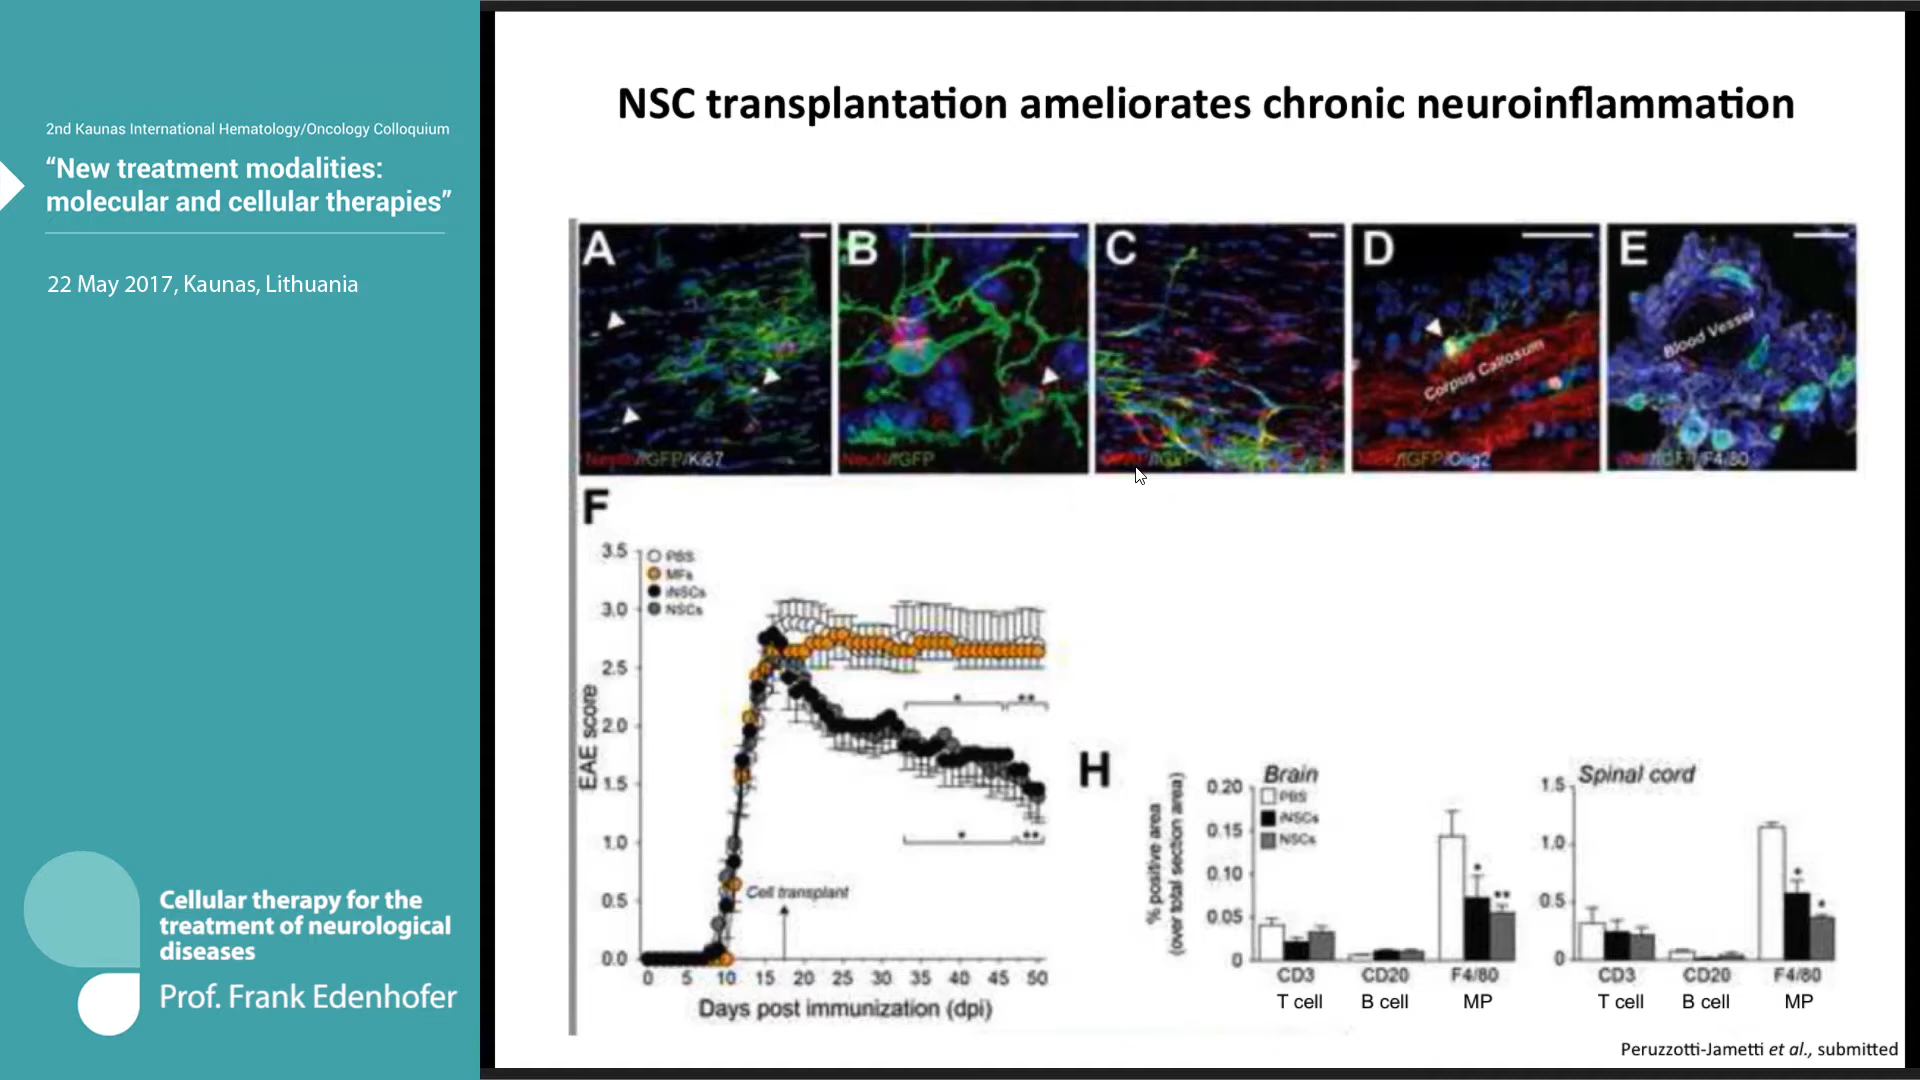 2nd Kaunas International Hematology/Oncology Colloquium
“New treatment modalities:
molecular and cellular therapies”
22 May 2017, Kaunas, Lithuania
Cellular therapy for the
treatment of neurological
diseases
Prof. Frank Edenhofer
NSC transplantation ameliorates chronic neuroinflammation
A B C D E
Corpus Callosum
Blood Vessel
/fGFP/Ki67
NeuN/fGFP
/fGFP/Olig2
F4/80
F
3.5
3.0
2.5
2.0
1.5
1.0
0.5
0.0
PBS
MFs
iNSCs
NSCs
EAE score
* **
* **
Cell transplant
0 5 10 15 20 25 30 35 40 45 50
Days post immunization (dpi)
H
% positive area
(over total section area)
Brain
0.20
0.15
0.10
0.05
0
PBS
iNSCs
NSCs
* **
CD3 CD20 F4/80
T cell B cell MP
Spinal cord
1.5
1.0
0.5
0
* *
CD3 CD20 F4/80
T cell B cell MP
Peruzzotti-Jametti et al., submitted